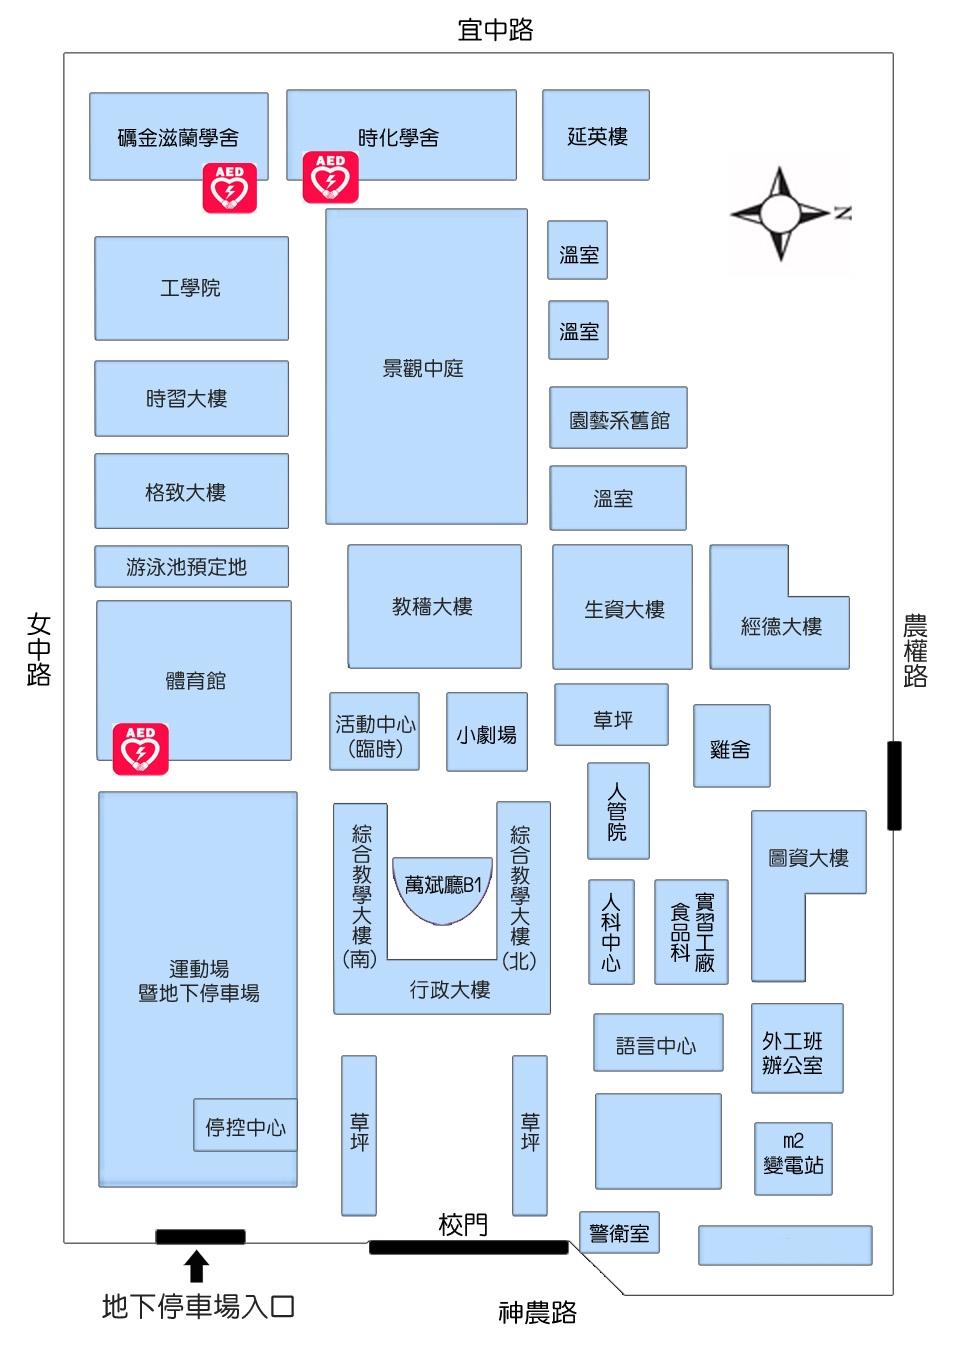 宜中路
礪金滋蘭學舍
時化學舍
延英樓
AED
AED
N
溫室
工學院
溫室
景觀中庭
時習大樓
園藝系舊館
格致大樓
溫室
游泳池預定地
教穡大樓
生資大樓
經德大樓
女中路
農權路
體育館
AED
活動中心
(臨時)
小劇場
草坪
雞舍
人管院
綜合教學大樓
(南)
萬斌廳B1
綜合教學大樓
(北)
圖資大樓
人科中心
食品科
實習工廠
運動場
暨地下停車場
行政大樓
語言中心
外工班
辦公室
停控中心
草坪
草坪
m2
變電站
校門
警衛室
地下停車場入口
神農路